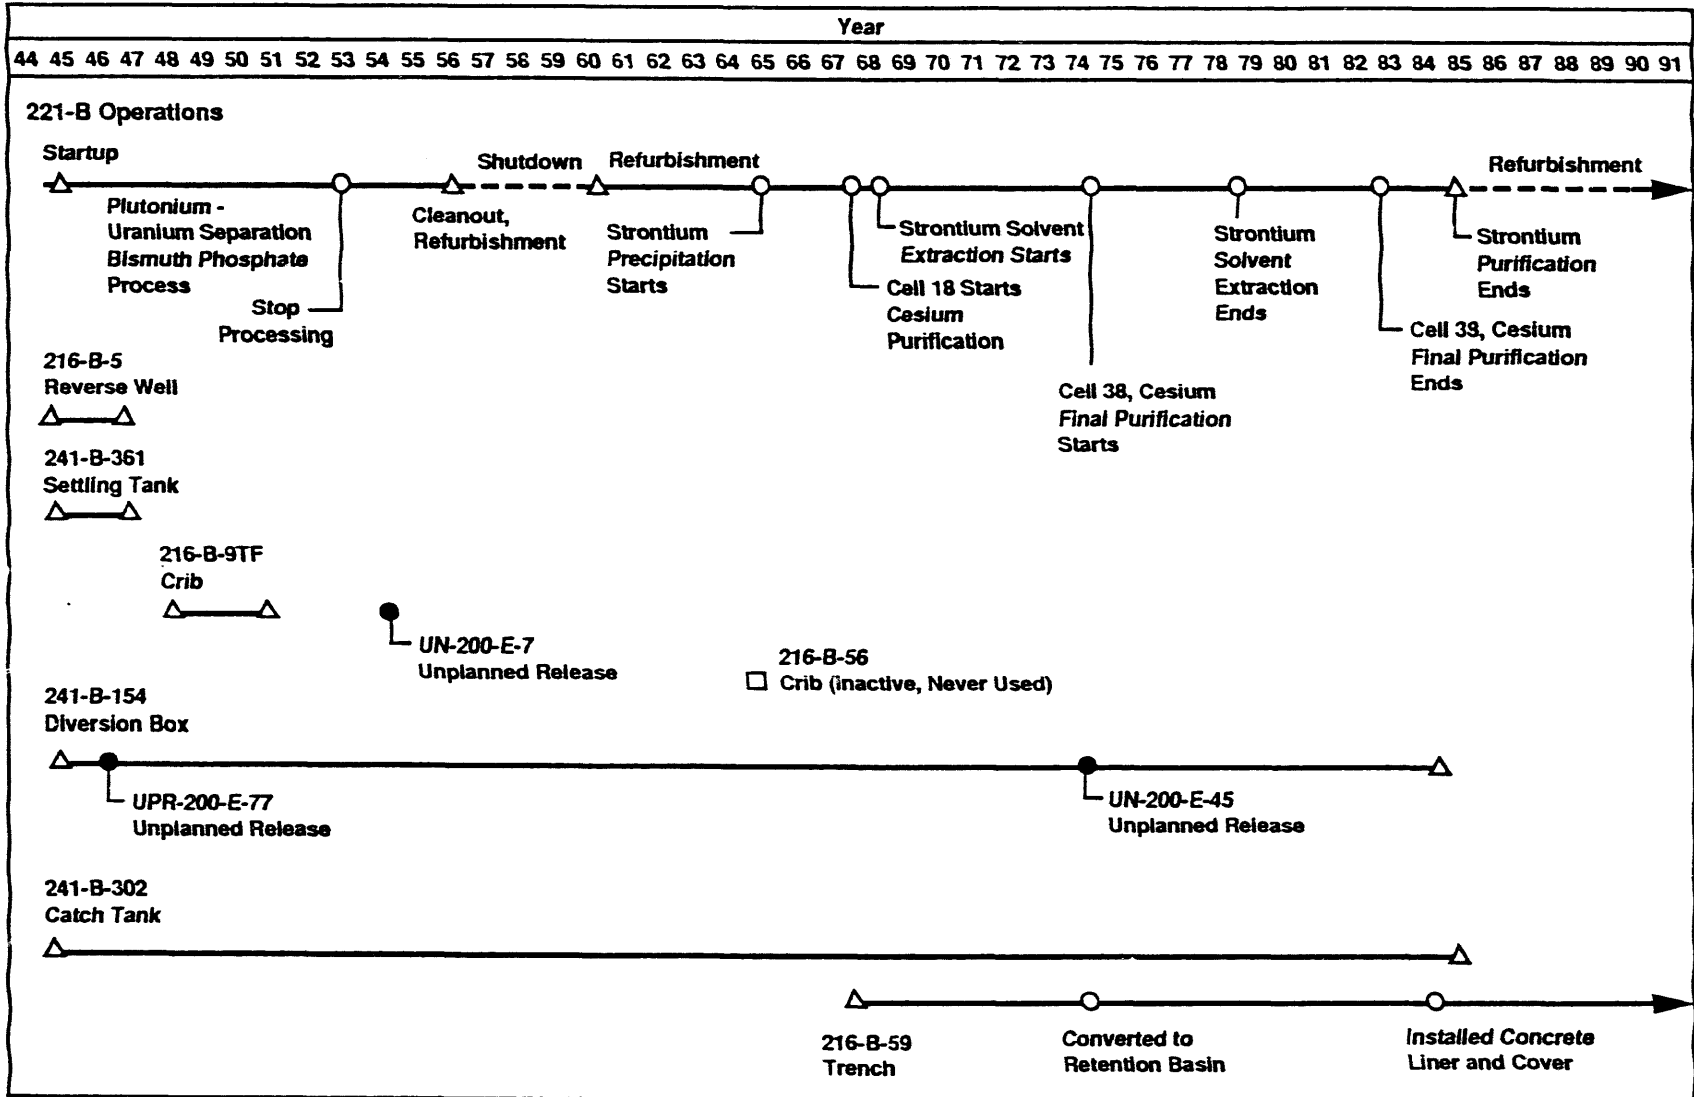 Year
44 45 46 47 48 49 50 51 52 53 54 55 56 57 58 59 60 61 62 63 64 65 66 67 68 69 70 71 72 73 74 75 76 77 78 79 80 81 82 83 84 85 86 87 88 89 90 91
221-B Operations
Startup
Shutdown
Refurbishment
Refurbishment
Plutonium -
Uranium Separation
Bismuth Phosphate
Process
Stop
Processing
Cleanout,
Refurbishment
Strontium
Precipitation
Starts
Strontium Solvent
Extraction Starts
Cell 18 Starts
Cesium
Purification
Cell 38, Cesium
Final Purification
Starts
Strontium
Solvent
Extraction
Ends
Strontium
Purification
Ends
Cell 38, Cesium
Final Purification
Ends
216-B-5
Reverse Well
241-B-361
Settling Tank
216-B-9TF
Crib
UN-200-E-7
Unplanned Release
216-B-56
Crib (Inactive, Never Used)
241-B-154
Diversion Box
UPR-200-E-77
Unplanned Release
UN-200-E-45
Unplanned Release
241-B-302
Catch Tank
216-B-59
Trench
Converted to
Retention Basin
Installed Concrete
Liner and Cover